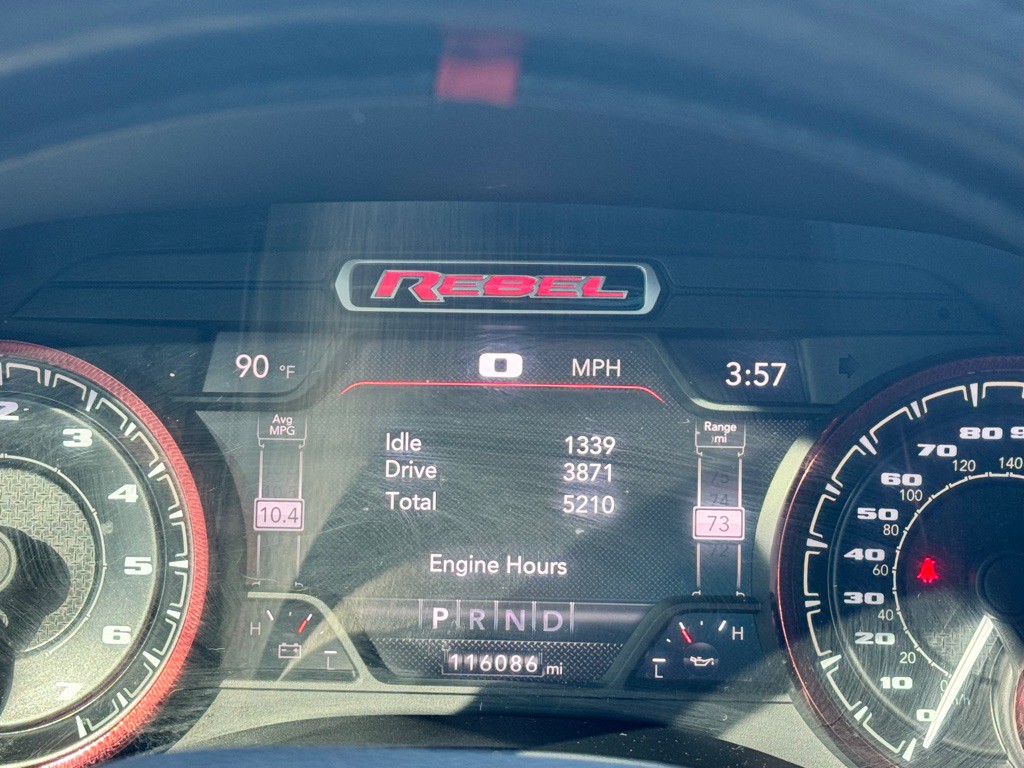 REBEL
90 °F
0 MPH
3:57
Avg
MPG
10.4
Idle 1339
Drive 3871
Total 5210
Engine Hours
Range
mi
74
73
72
P R N D
116086 mi
H
L
H
L
2
3
4
5
6
7
80
70
60
50
40
30
20
10
0
140
120
100
80
60
40
20